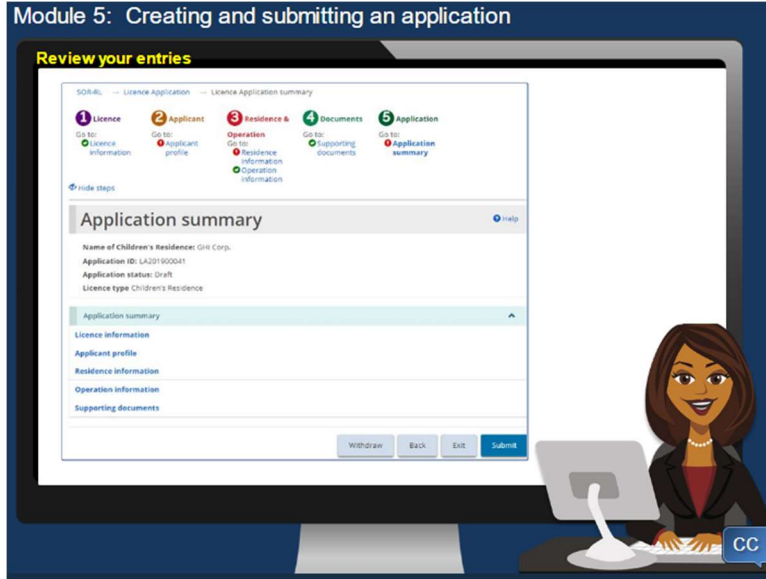 Module 5: Creating and submitting an application
Review your entries
SOR-RL → Licence Application → Licence Application summary
1 Licence
Go to:
Licence
information
2 Applicant
Go to:
Applicant
profile
3 Residence &
Operation
Go to:
Residence
information
Operation
information
4 Documents
Go to:
Supporting
documents
5 Application
Go to:
Application
summary
Hide steps
Application summary
Help
Name of Children's Residence: GHI Corp.
Application ID: LA201900041
Application status: Draft
Licence type Children's Residence
Application summary
Licence information
Applicant profile
Residence information
Operation information
Supporting documents
Withdraw Back Exit Submit
CC